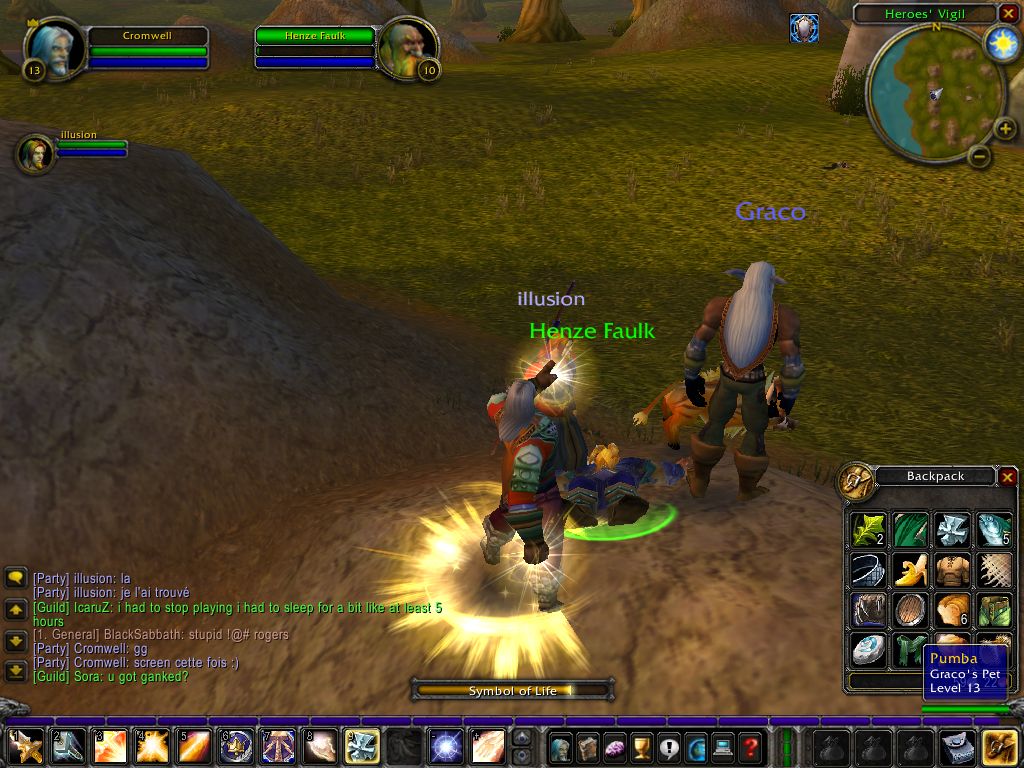 Cromwell
13
Henze Faulk
10
Heroes' Vigil
N
illusion
Graco
illusion
Henze Faulk
Backpack
2
5
6
[Party] illusion: la
[Party] illusion: je l'ai trouvé
[Guild] IcaruZ: i had to stop playing i had to sleep for a bit like at least 5
hours
[1. General] BlackSabbath: stupid !@# rogers
[Party] Cromwell: gg
[Party] Cromwell: screen cette fois :)
[Guild] Sora: u got ganked?
Pumba
Graco's Pet
Level 13
Symbol of Life
2 3 4 5 6 7 8